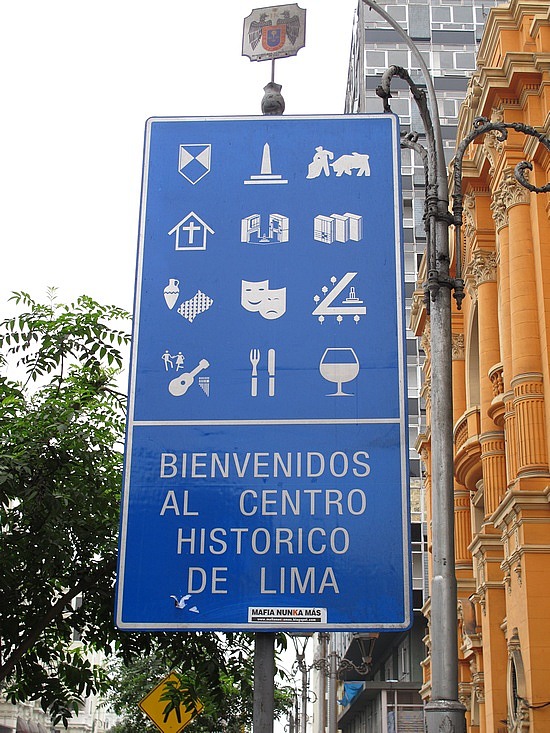 BIENVENIDOS
AL CENTRO
HISTORICO
DE LIMA
MAFIA NUNKA MÁS